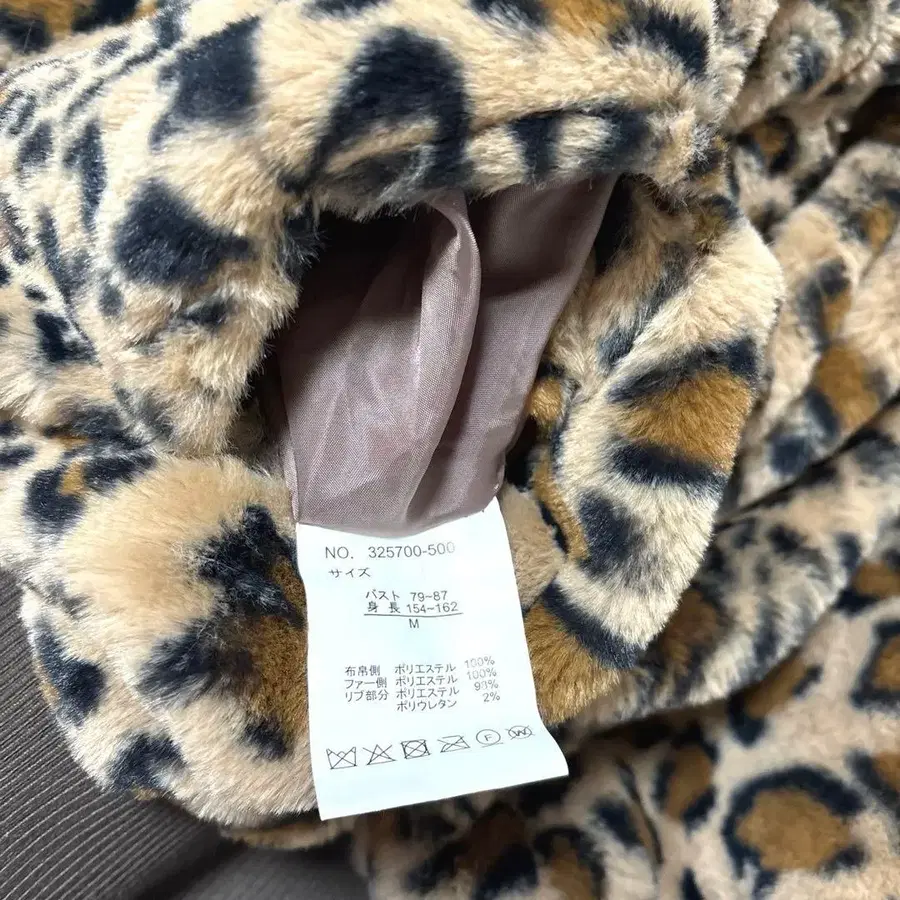 NO. 325700-500
サイズ
バスト 79~87
身長 154~162
M
布帛側 ポリエステル 100%
ファー側 ポリエステル 100%
リブ部分 ポリエステル 98%
ポリウレタン 2%
F W